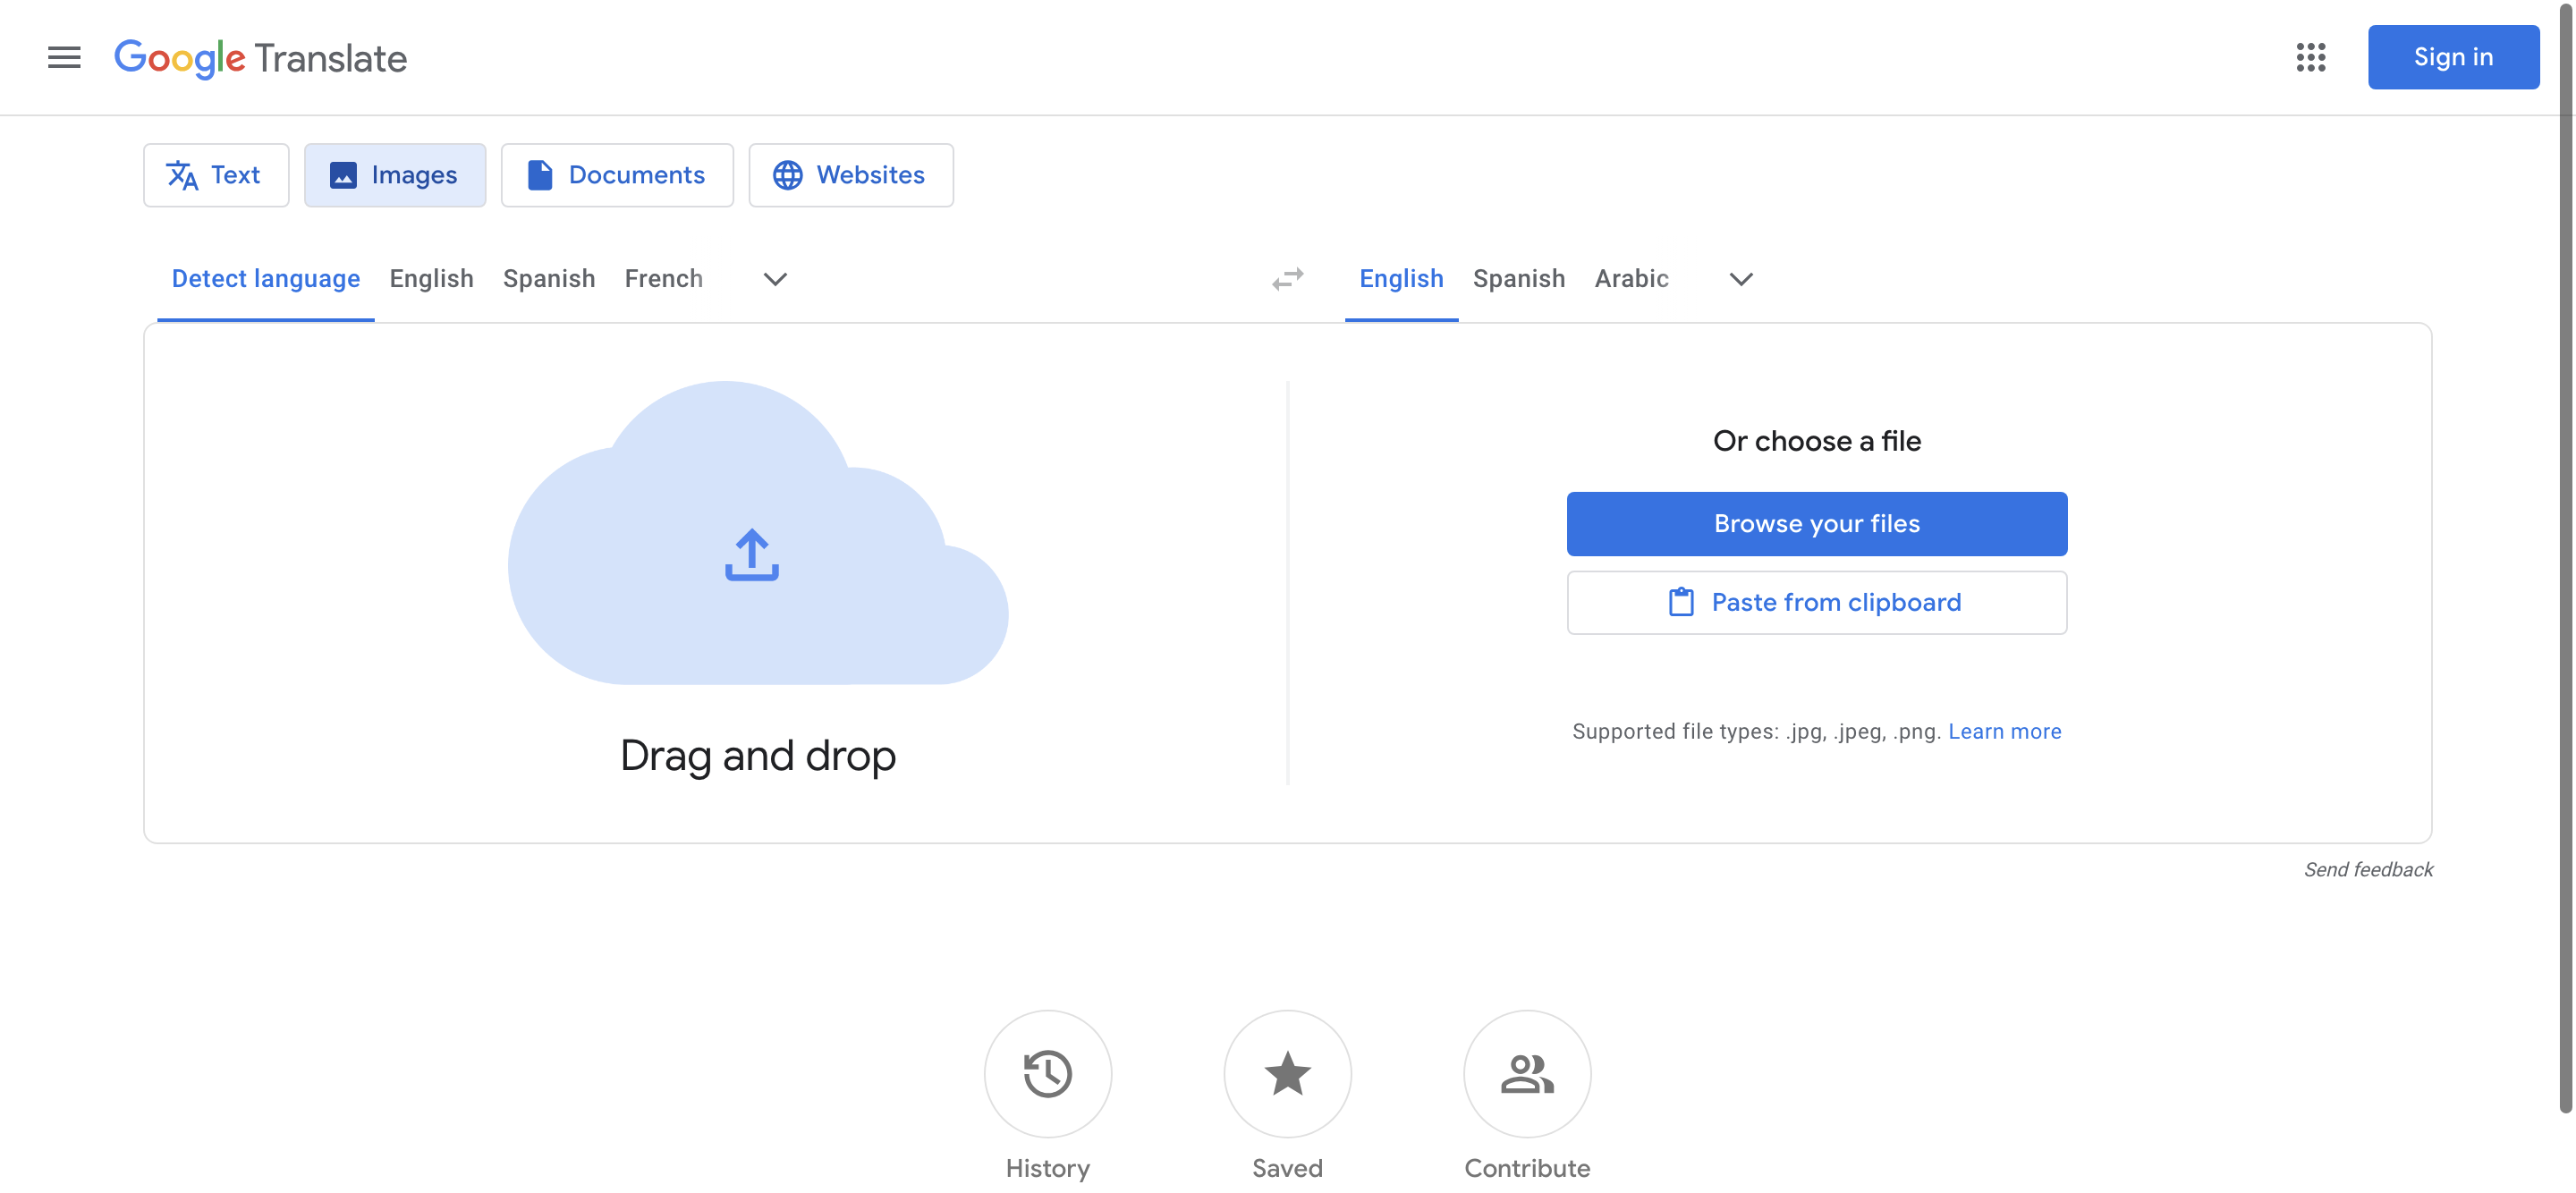 Google Translate
Sign in
Text
Images
Documents
Websites
Detect language
English
Spanish
French
English
Spanish
Arabic
Drag and drop
Or choose a file
Browse your files
Paste from clipboard
Supported file types: .jpg, .jpeg, .png. Learn more
Send feedback
History
Saved
Contribute